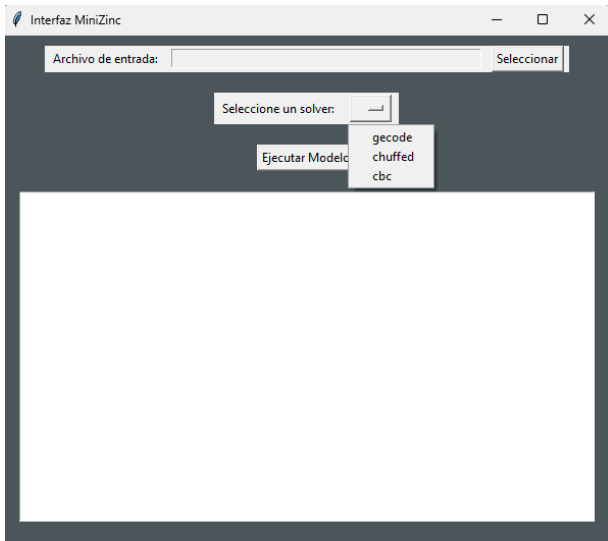 Interfaz MiniZinc
Archivo de entrada: Seleccionar
Seleccione un solver:
gecode
Ejecutar Modelo chuffed
cbc